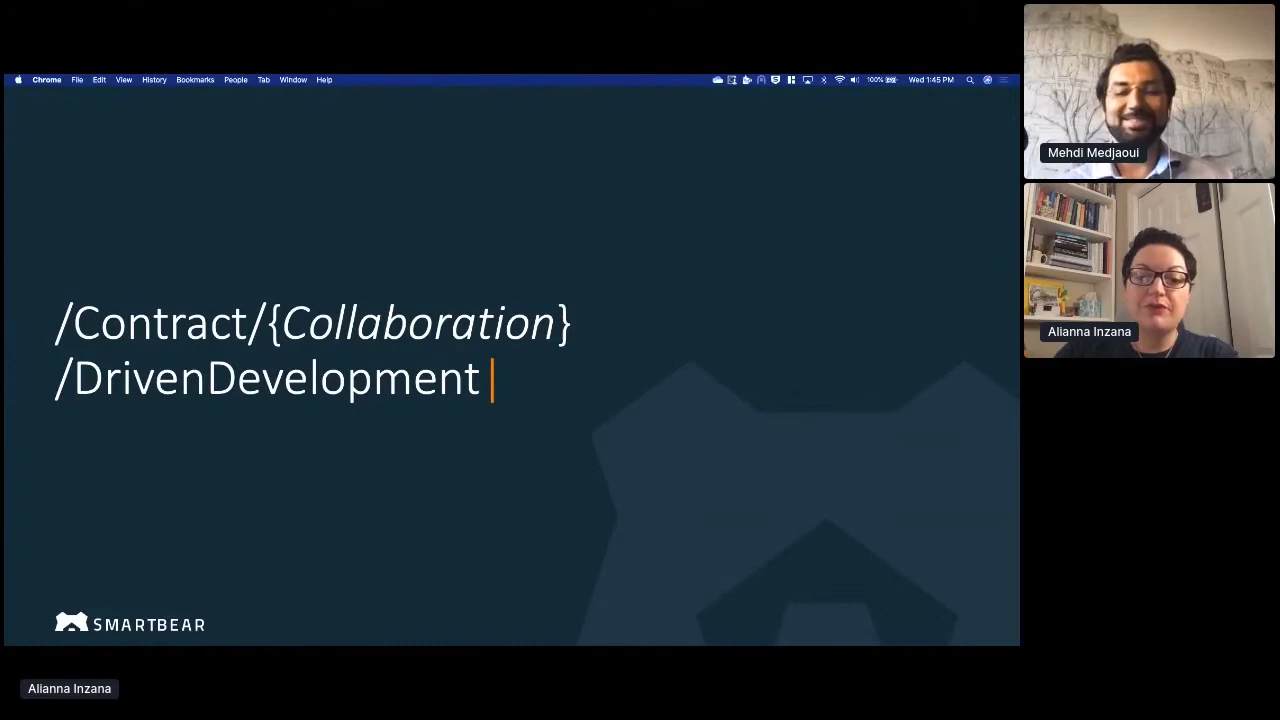 Chrome File Edit View History Bookmarks People Tab Window Help 100% Wed 1:45 PM
/Contract/{Collaboration}
/DrivenDevelopment
SMARTBEAR
Mehdi Medjaoui
Alianna Inzana
Alianna Inzana